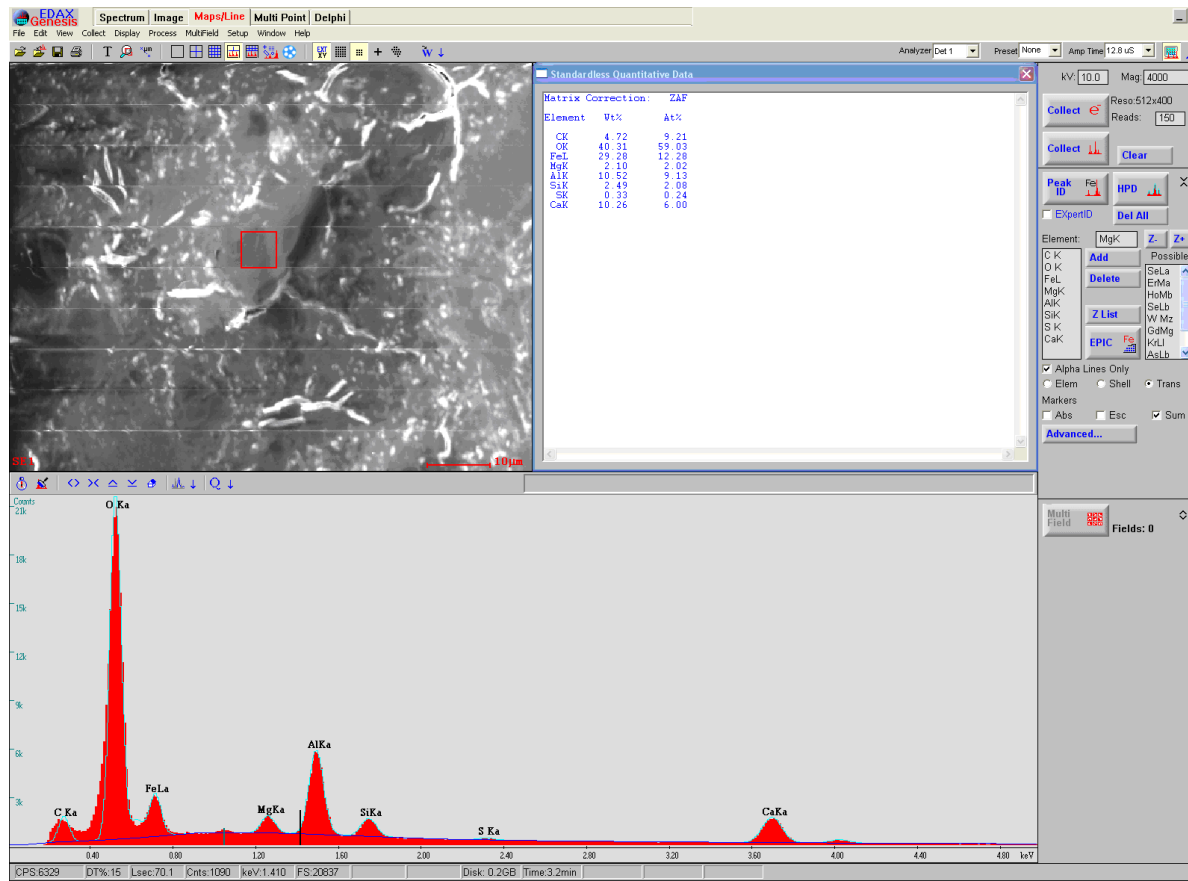 EDAX
Genesis
Spectrum Image Maps/Line Multi Point Delphi
File Edit View Collect Display Process MultiField Setup Window Help
Analyzer Det 1 Preset None Amp Time 12.8 uS
Standardless Quantitative Data
Matrix Correction: ZAF
Element Wt% At%
CK 4.72 9.21
OK 40.31 59.03
FeL 29.28 12.28
MgK 2.10 2.02
AlK 10.52 9.13
SiK 2.49 2.08
SK 0.33 0.24
CaK 10.26 6.00
SE1 10µm
kV: 10.0 Mag: 4000
Collect e- Reso:512x400
Reads: 150
Collect Clear
Peak ID Fe HPD
EXpertID Del All
Element: MgK Z- Z+
C K Add Possible
O K
FeL Delete
MgK
AlK
SiK Z List
S K
CaK EPIC Fe
SeLa
ErMa
HoMb
SeLb
W Mz
GdMg
KrLl
AsLb
Alpha Lines Only
Elem Shell Trans
Markers
Abs Esc Sum
Advanced...
Multi Field Fields: 0
Counts
21k
18k
15k
12k
9k
6k
3k
O Ka
C Ka
FeLa
MgKa
AlKa
SiKa
S Ka
CaKa
0.40 0.80 1.20 1.60 2.00 2.40 2.80 3.20 3.60 4.00 4.40 4.80 keV
CPS:6329 DT%:15 Lsec:70.1 Cnts:1090 keV:1.410 FS:20837 Disk: 0.2GB Time:3.2min